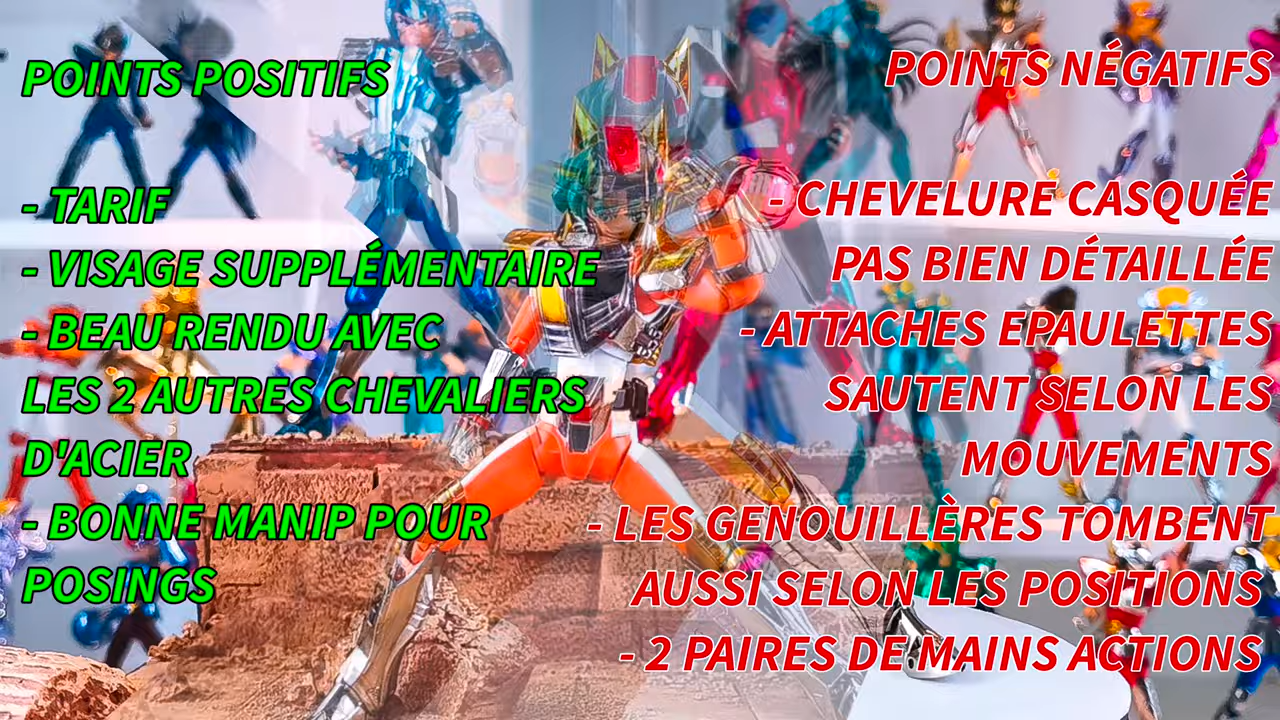 POINTS POSITIFS
- TARIF
- VISAGE SUPPLÉMENTAIRE
- BEAU RENDU AVEC
LES 2 AUTRES CHEVALIERS
D'ACIER
- BONNE MANIP POUR
POSINGS
POINTS NÉGATIFS
- CHEVELURE CASQUÉE
PAS BIEN DÉTAILLÉE
- ATTACHES EPAULETTES
SAUTENT SELON LES
MOUVEMENTS
- LES GENOUILLÈRES TOMBENT
AUSSI SELON LES POSITIONS
- 2 PAIRES DE MAINS ACTIONS